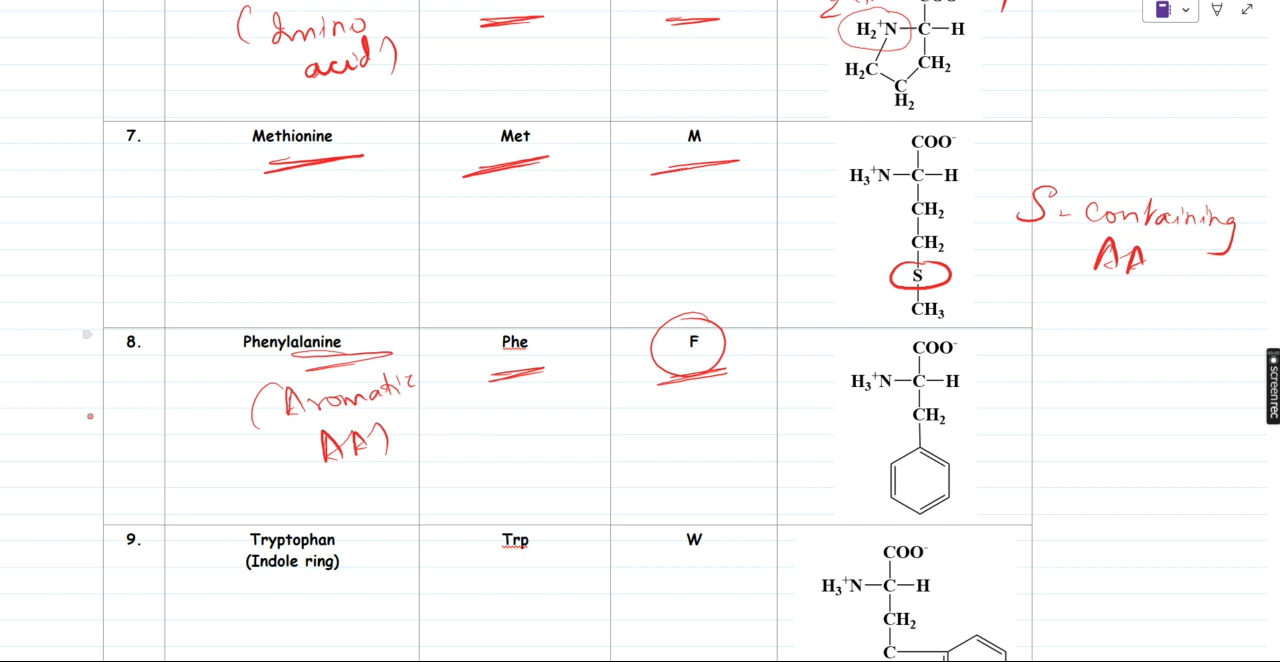 ( Imino
acid)
H₂⁺N—C—H
H₂C
CH₂
C
H₂
7.
Methionine
Met
M
COO⁻
H₃⁺N—C—H
CH₂
CH₂
S
CH₃
S - containing
AA
8.
Phenylalanine
Phe
F
(Aromatic
AA)
COO⁻
H₃⁺N—C—H
CH₂
9.
Tryptophan
(Indole ring)
Trp
W
COO⁻
H₃⁺N—C—H
CH₂
C
screenrec